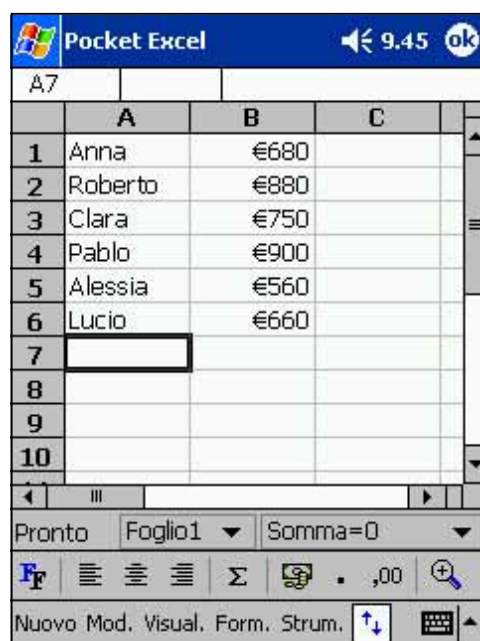 Pocket Excel 9.45 ok
A7
A B C
1 Anna €680
2 Roberto €880
3 Clara €750
4 Pablo €900
5 Alessia €560
6 Lucio €660
7
8
9
10
Pronto Foglio1 Somma=0
FF Σ . ,00
Nuovo Mod. Visual. Form. Strum.